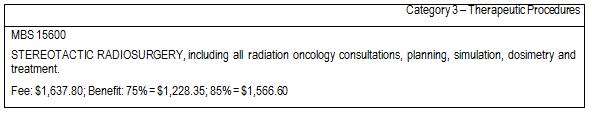 Category 3 – Therapeutic Procedures
MBS 15600
STEREOTACTIC RADIOSURGERY, including all radiation oncology consultations, planning, simulation, dosimetry and
treatment.
Fee: $1,637.80; Benefit: 75% = $1,228.35; 85% = $1,566.60